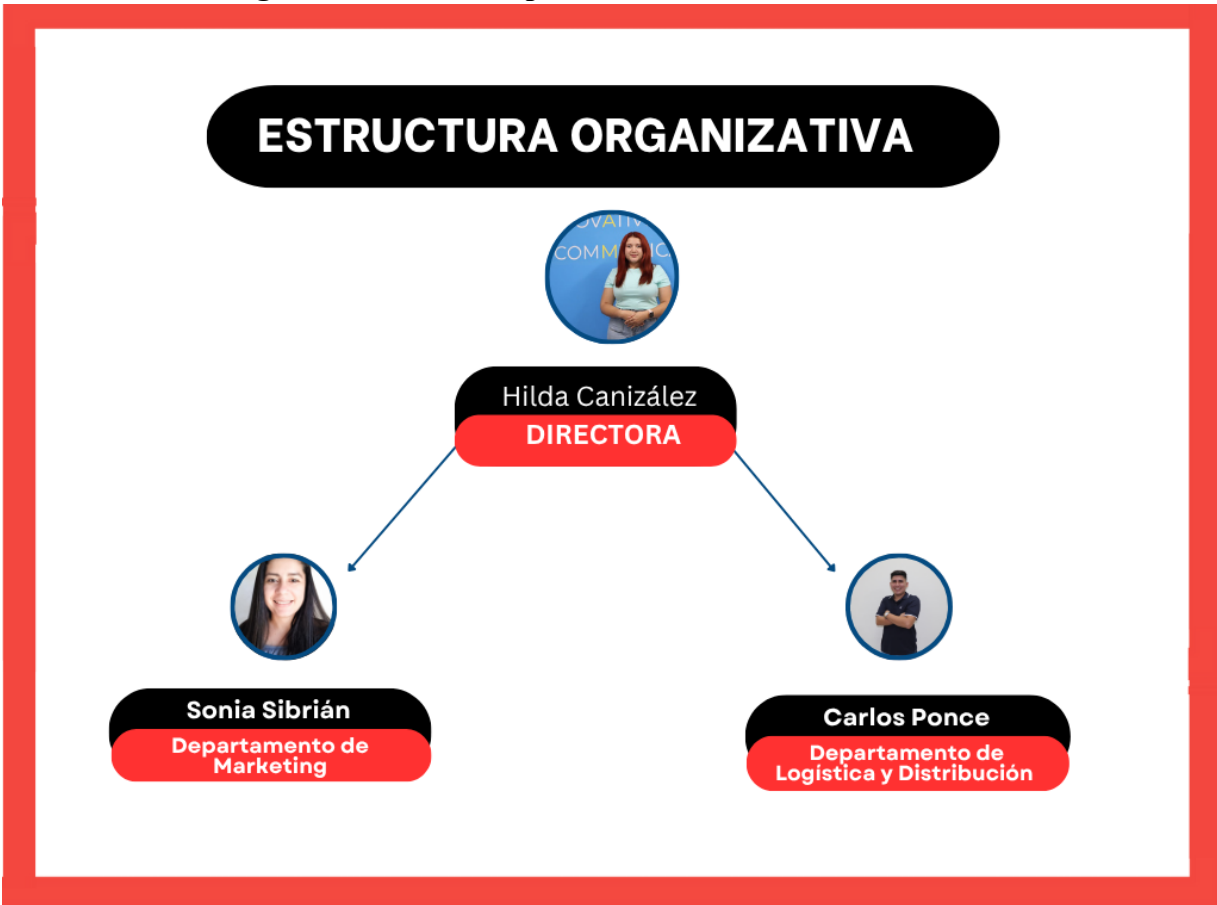 ESTRUCTURA ORGANIZATIVA
Hilda Canizález
DIRECTORA
Sonia Sibrián
Departamento de
Marketing
Carlos Ponce
Departamento de
Logística y Distribución